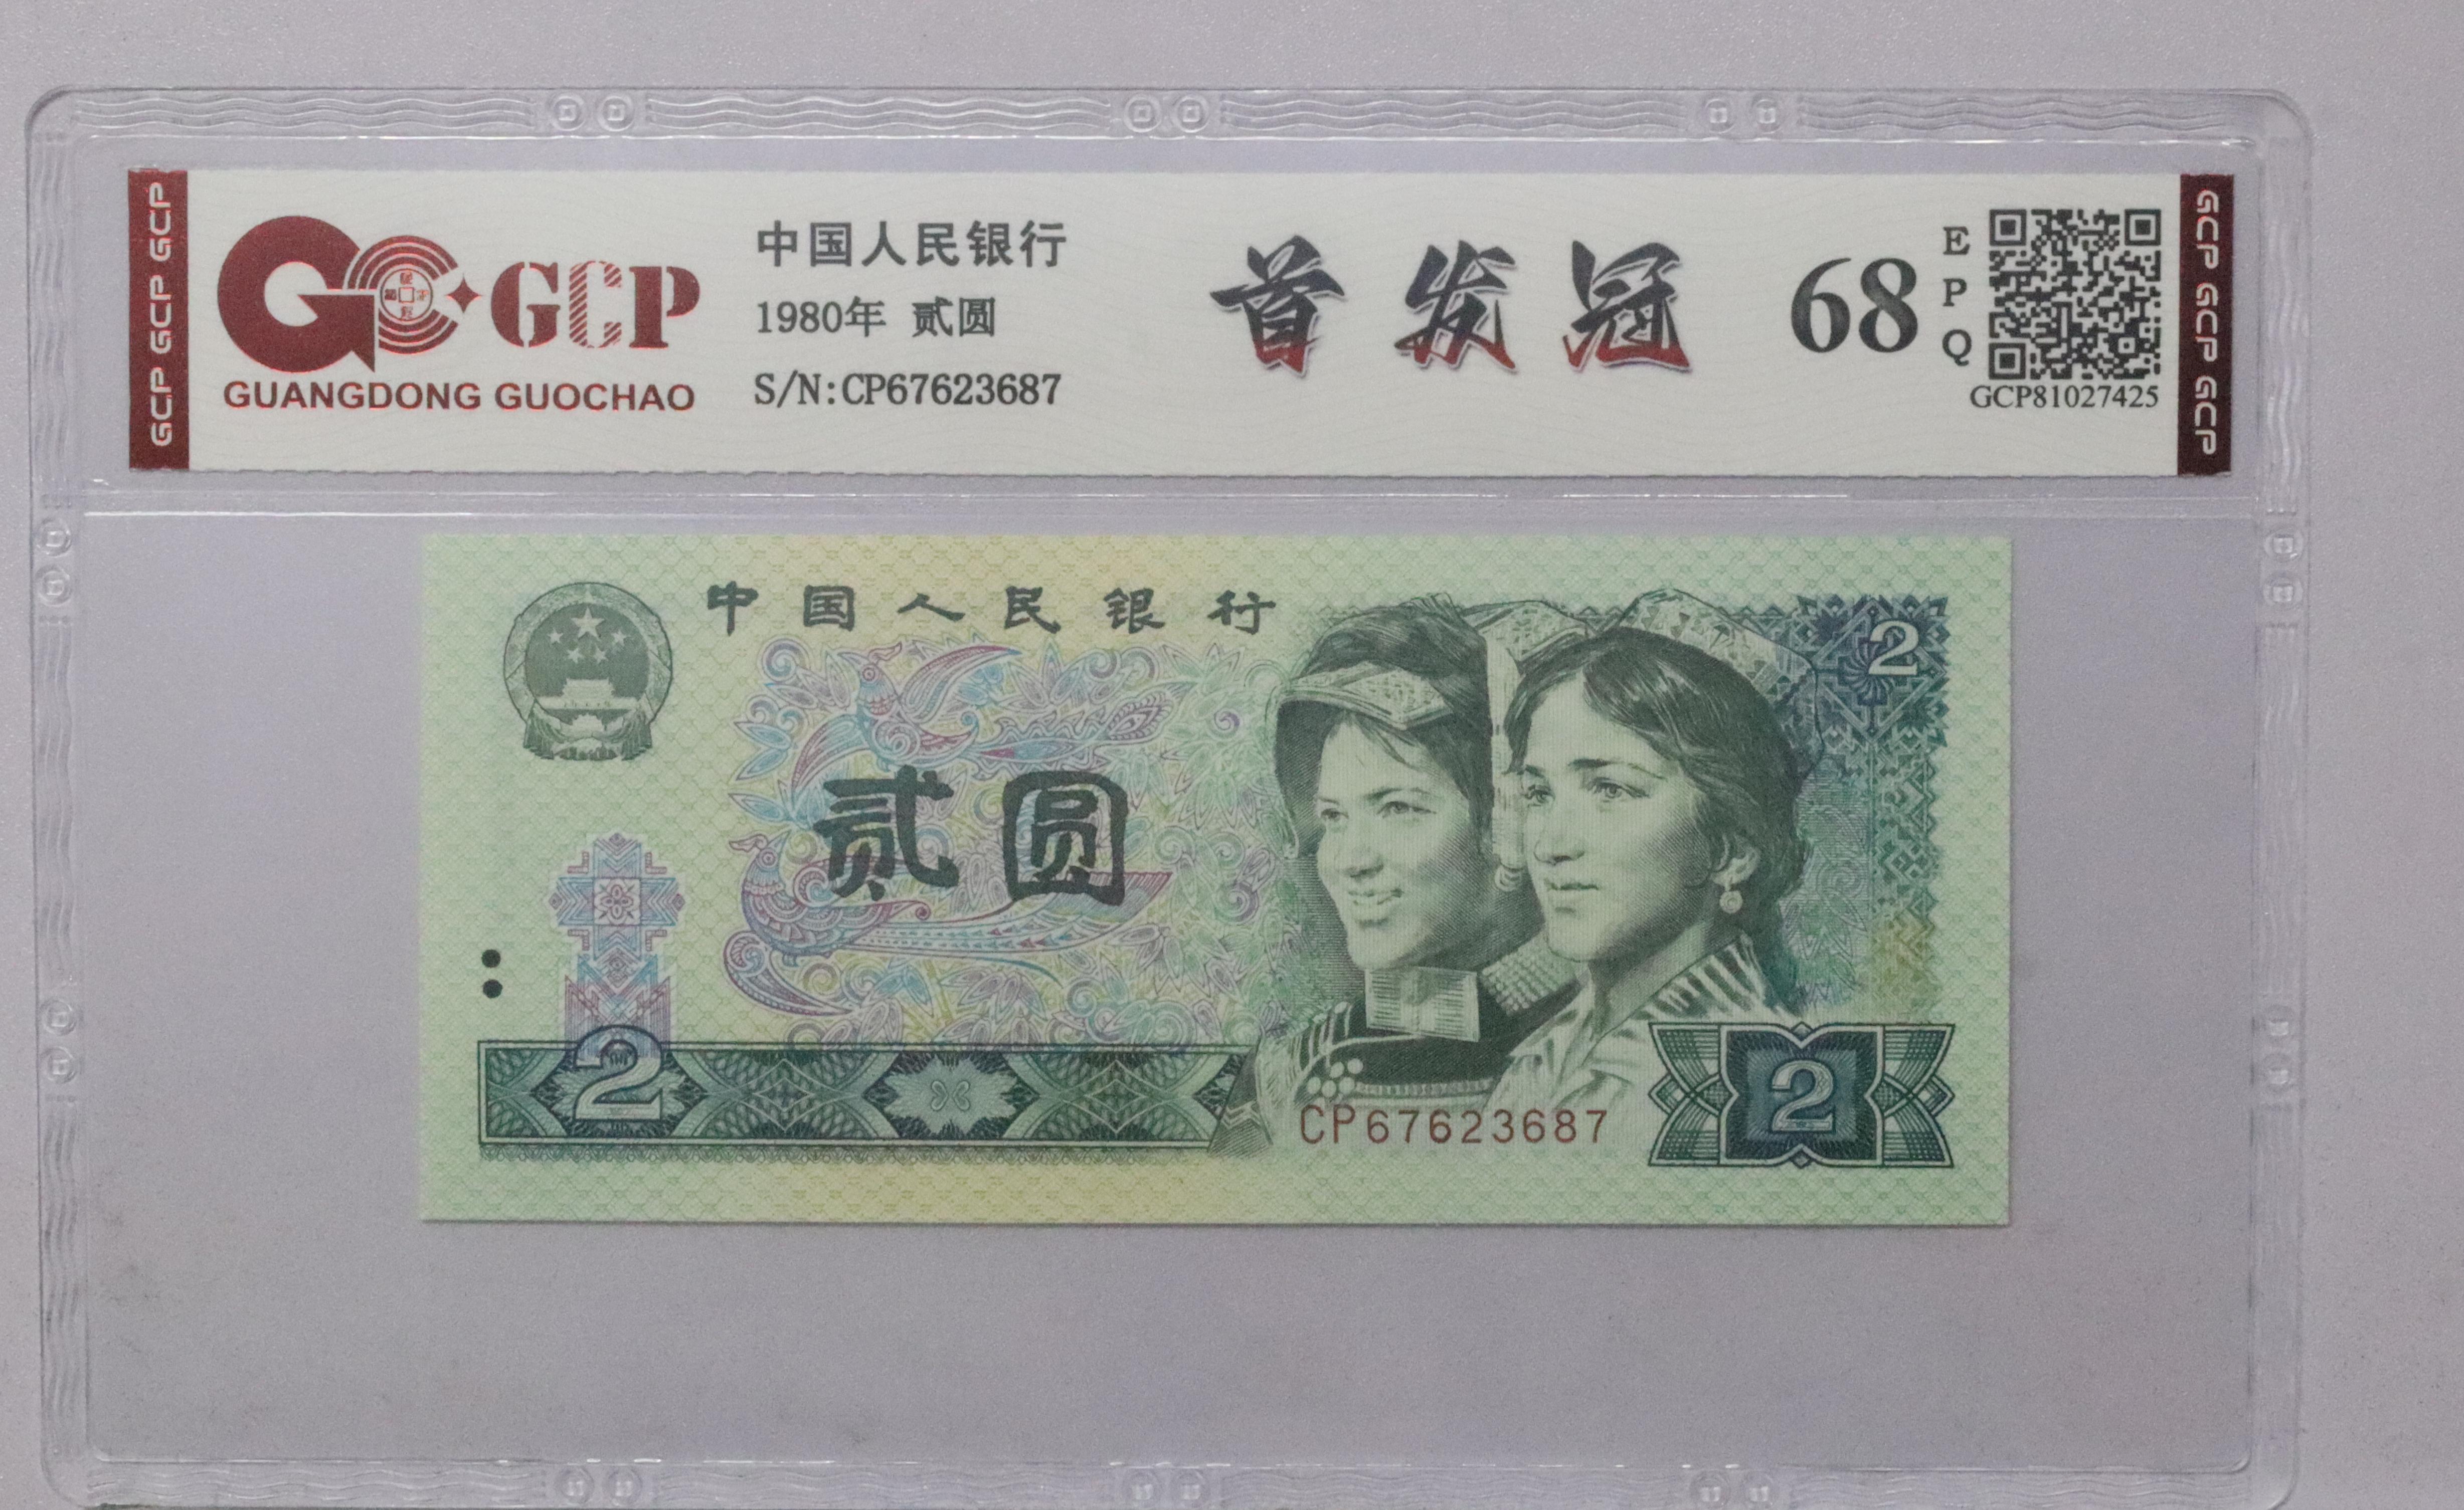 GCP GCP GCP
GCP
GUANGDONG GUOCHAO
中国人民银行
1980年 贰圆
S/N:CP67623687
首发冠
68
EPQ
GCP81027425
GCP GCP GCP
中国人民银行
2
贰圆
2
CP67623687
2